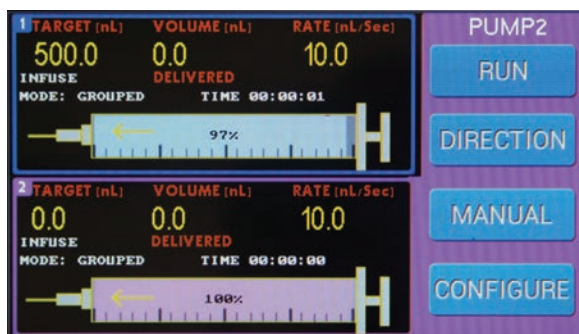 1 TARGET [nL] VOLUME [nL] RATE [nL/Sec]
500.0 0.0 10.0
INFUSE DELIVERED
MODE: GROUPED TIME 00:00:01
97%
2 TARGET [nL] VOLUME [nL] RATE [nL/Sec]
0.0 0.0 10.0
INFUSE DELIVERED
MODE: GROUPED TIME 00:00:00
100%
PUMP2
RUN
DIRECTION
MANUAL
CONFIGURE